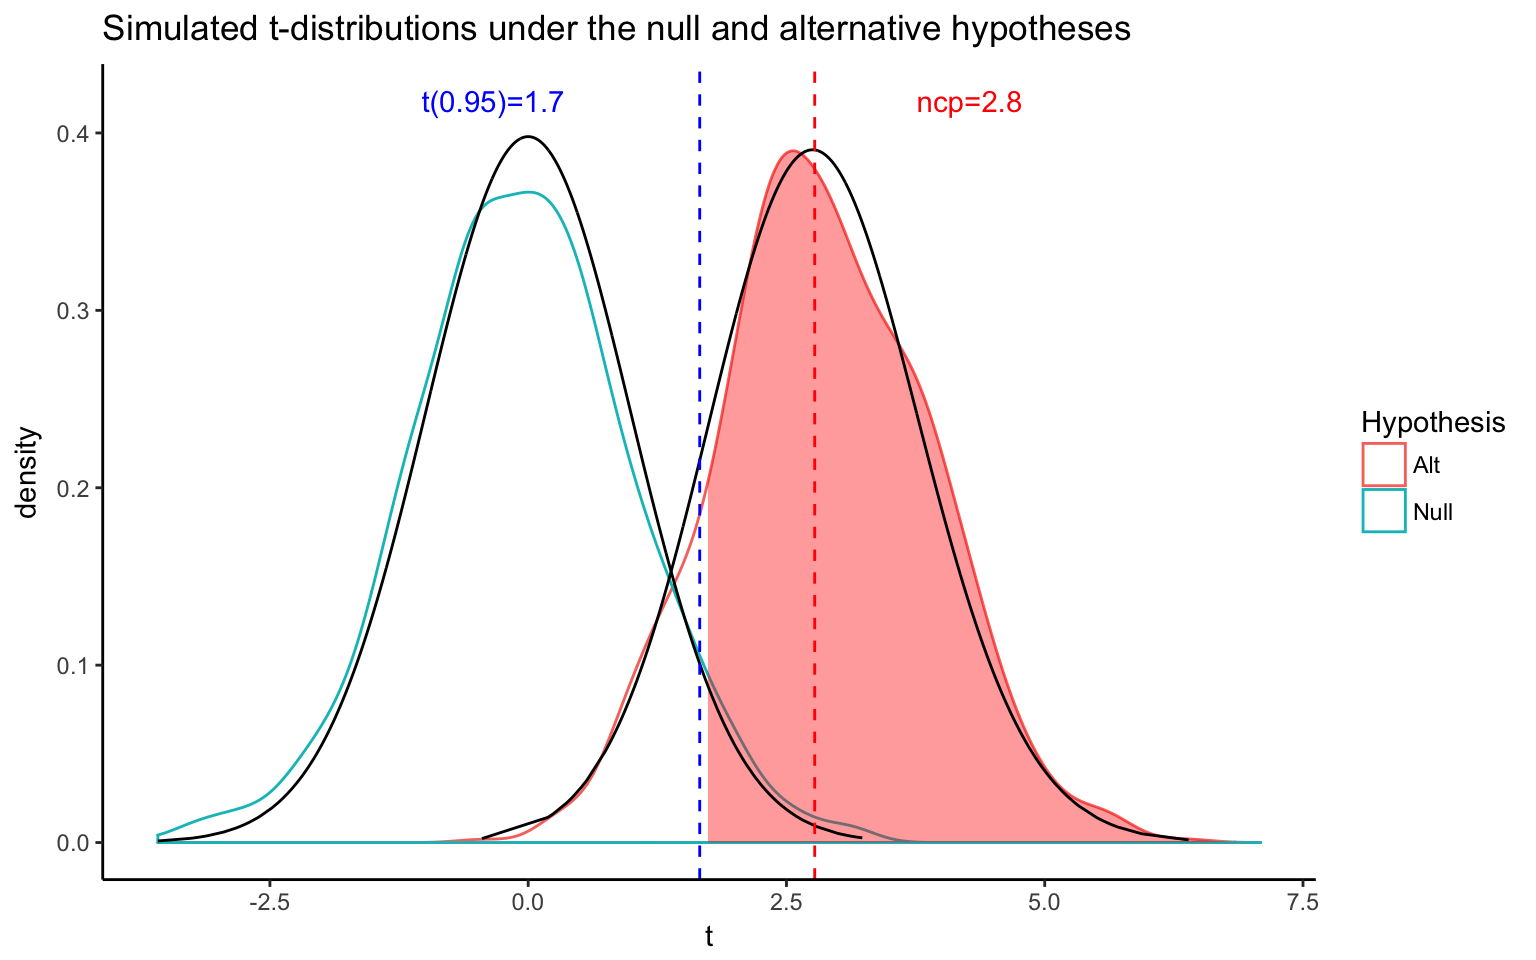 Simulated t-distributions under the null and alternative hypotheses
t(0.95)=1.7
ncp=2.8
density
0.4
0.3
0.2
0.1
0.0
-2.5
0.0
2.5
5.0
7.5
t
Hypothesis
Alt
Null